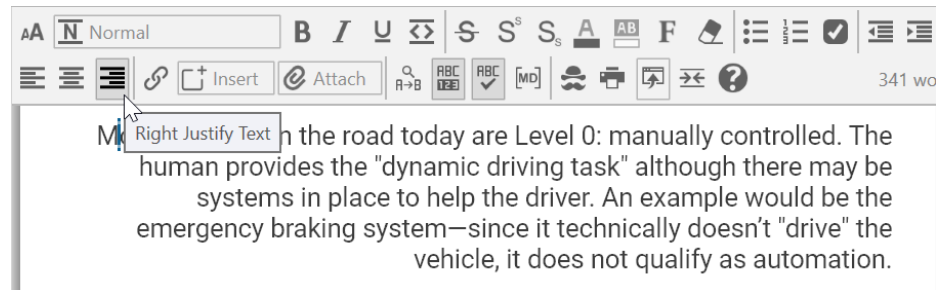 AA N Normal B I U S S^s S_s A AB F
Insert Attach A→B ABC 123 ABC MD ? 341 wo
Right Justify Text
M n the road today are Level 0: manually controlled. The
human provides the "dynamic driving task" although there may be
systems in place to help the driver. An example would be the
emergency braking system—since it technically doesn’t "drive" the
vehicle, it does not qualify as automation.